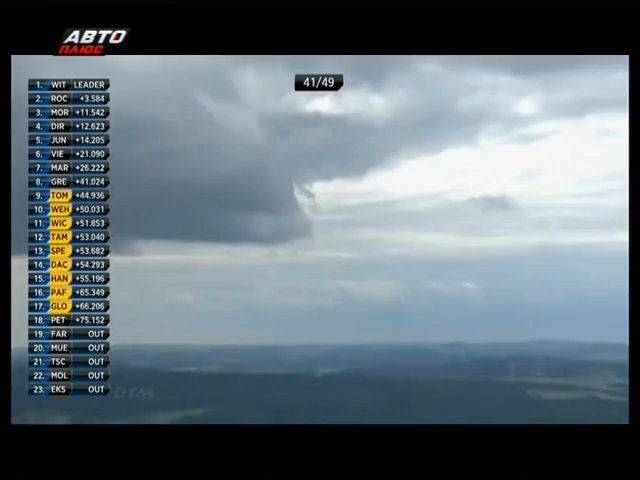 АВТО
ПЛЮС
41/49
1. WIT LEADER
2. ROC +3.584
3. MOR +11.542
4. DIR +12.623
5. JUN +14.205
6. VIE +21.090
7. MAR +26.222
8. GRE +41.024
9. TOM +44.936
10. WEH +50.031
11. WIC +51.853
12. TAM +53.040
13. SPE +53.682
14. DAC +54.293
15. HAN +55.196
16. PAF +65.349
17. GLO +66.206
18. PET +75.152
19. FAR OUT
20. MUE OUT
21. TSC OUT
22. MOL OUT
23. EKS OUT
DTM